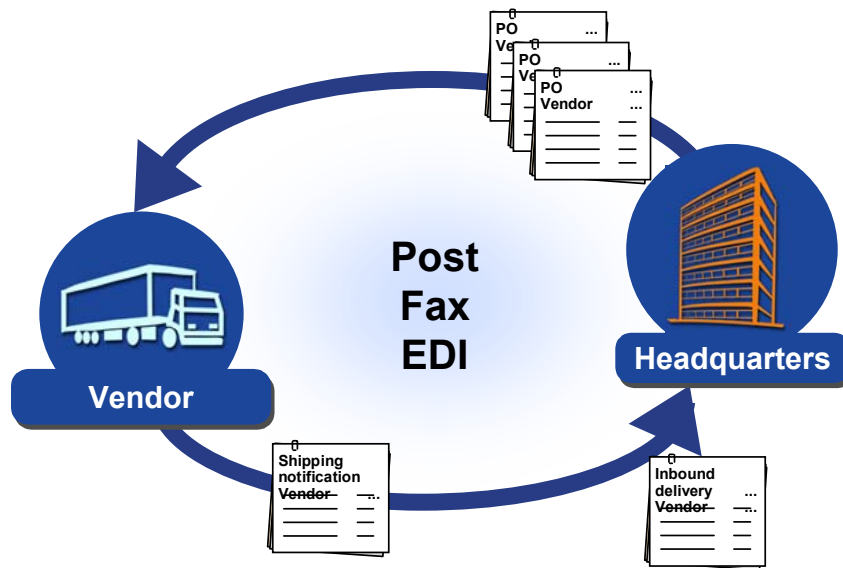 PO ...
Ve
PO ...
Ve
PO ...
Vendor ...
Post
Fax
EDI
Headquarters
Vendor
Shipping
notification
Vendor ...
Inbound
delivery ...
Vendor ...